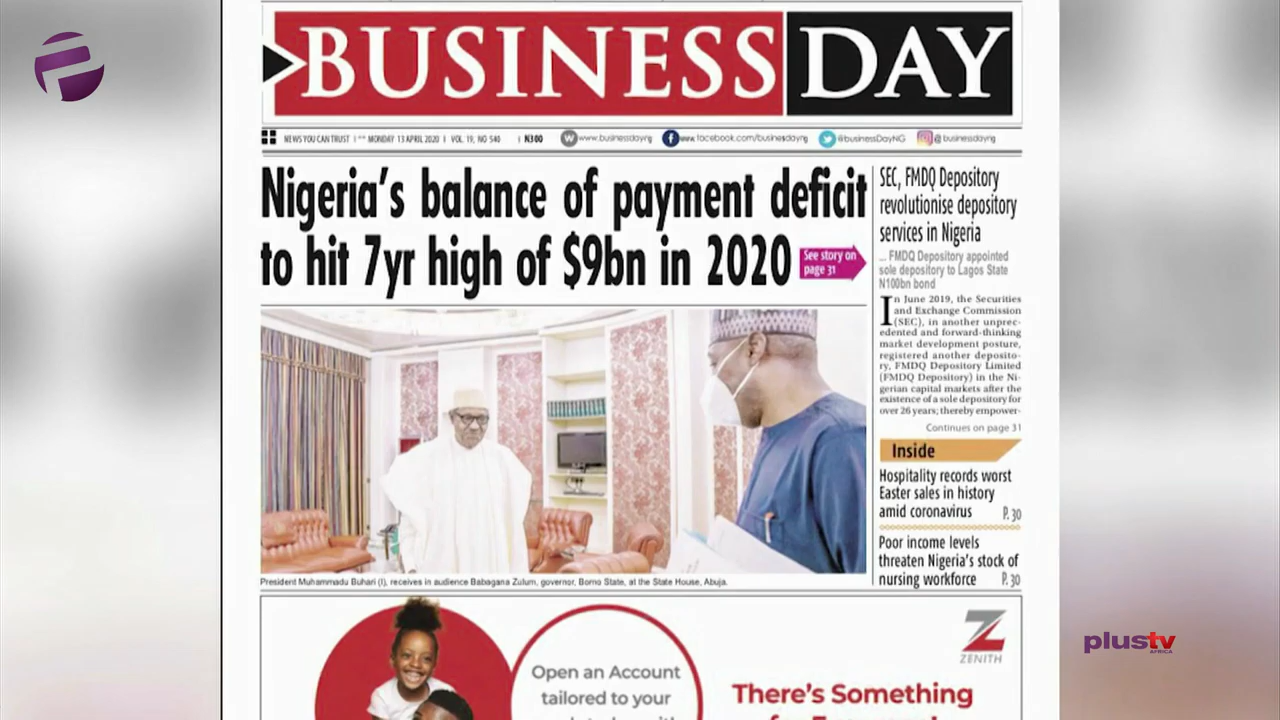 BUSINESS DAY
NEWS YOU CAN TRUST I ** MONDAY 13 APRIL 2020 I VOL. 19, NO 540 I N300 www.businessday.ng www.facebook.com/businessdayng @businessDayNG @businessdayng
Nigeria's balance of payment deficit
to hit 7yr high of $9bn in 2020
See story on
page 31
SEC, FMDQ Depository
revolutionise depository
services in Nigeria
... FMDQ Depository appointed
sole depository to Lagos State
N100bn bond
In June 2019, the Securities
and Exchange Commission
(SEC), in another unprec-
edented and forward-thinking
market development posture,
registered another deposito-
ry, FMDQ Depository Limited
(FMDQ Depository) in the Ni-
gerian capital markets after the
existence of a sole depository for
over 26 years; thereby empower-
Continues on page 31
Inside
Hospitality records worst
Easter sales in history
amid coronavirus P. 30
Poor income levels
threaten Nigeria's stock of
nursing workforce P. 30
President Muhammadu Buhari (l), receives in audience Babagana Zulum, governor, Borno State, at the State House, Abuja.
Open an Account
tailored to your
ZENITH
There's Something
plustv
AFRICA